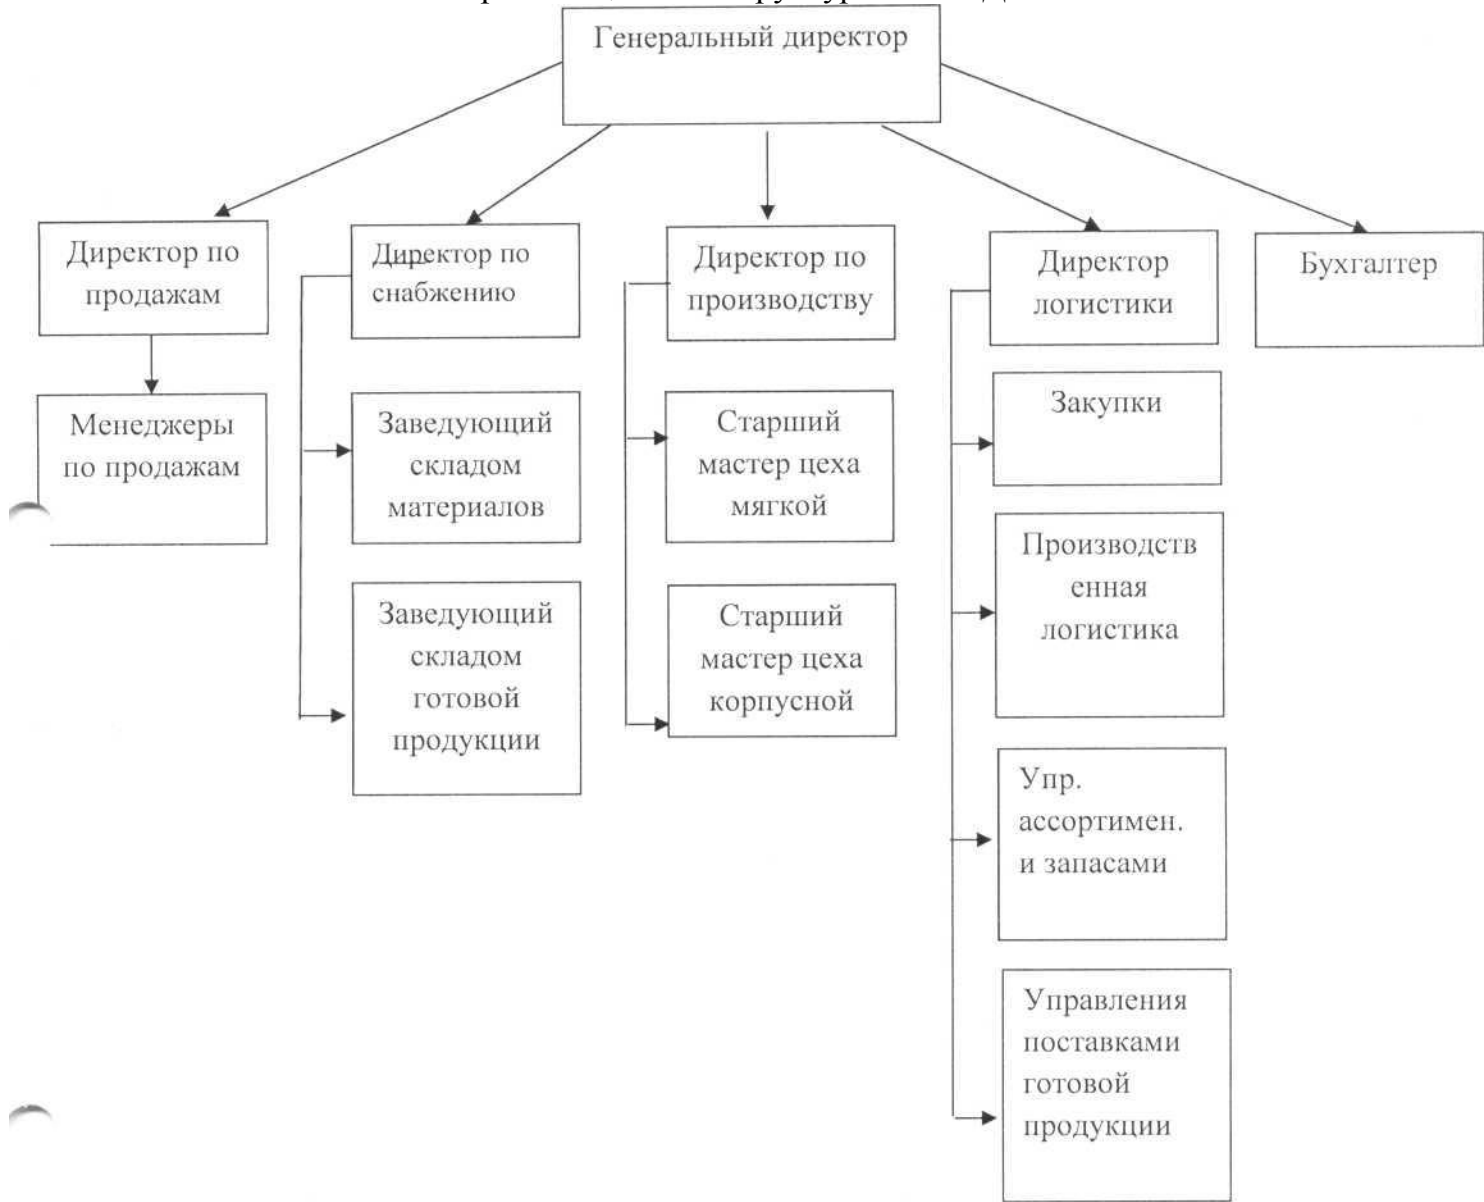 Генеральный директор
Директор по
продажам
Директор по
снабжению
Директор по
производству
Директор
логистики
Бухгалтер
Менеджеры
по продажам
Заведующий
складом
материалов
Старший
мастер цеха
мягкой
Закупки
Производств
енная
логистика
Заведующий
складом
готовой
продукции
Старший
мастер цеха
корпусной
Упр.
ассортимен.
и запасами
Управления
поставками
готовой
продукции